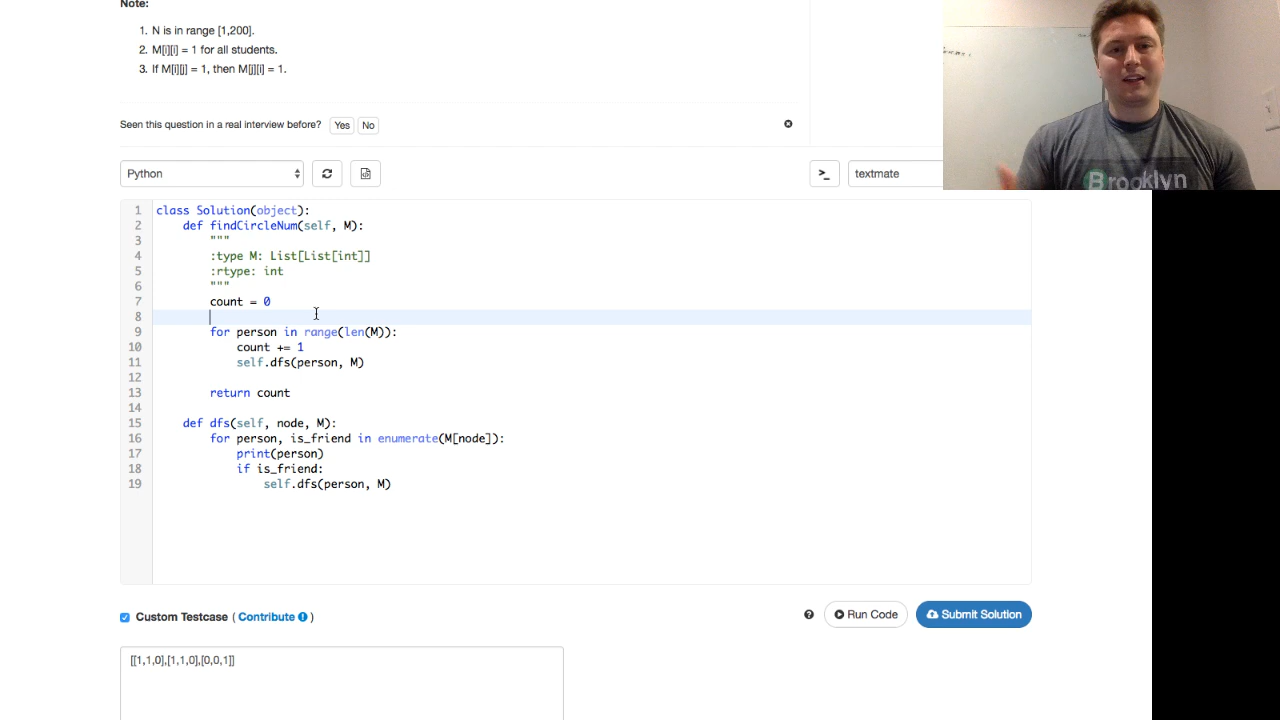 Note:
1. N is in range [1,200].
2. M[i][i] = 1 for all students.
3. If M[i][j] = 1, then M[j][i] = 1.
Seen this question in a real interview before? Yes No
Python
>_ textmate
1 class Solution(object):
2 def findCircleNum(self, M):
3 """
4 :type M: List[List[int]]
5 :rtype: int
6 """
7 count = 0
8
9 for person in range(len(M)):
10 count += 1
11 self.dfs(person, M)
12
13 return count
14
15 def dfs(self, node, M):
16 for person, is_friend in enumerate(M[node]):
17 print(person)
18 if is_friend:
19 self.dfs(person, M)
Custom Testcase ( Contribute )
Run Code Submit Solution
[[1,1,0],[1,1,0],[0,0,1]]
Brooklyn